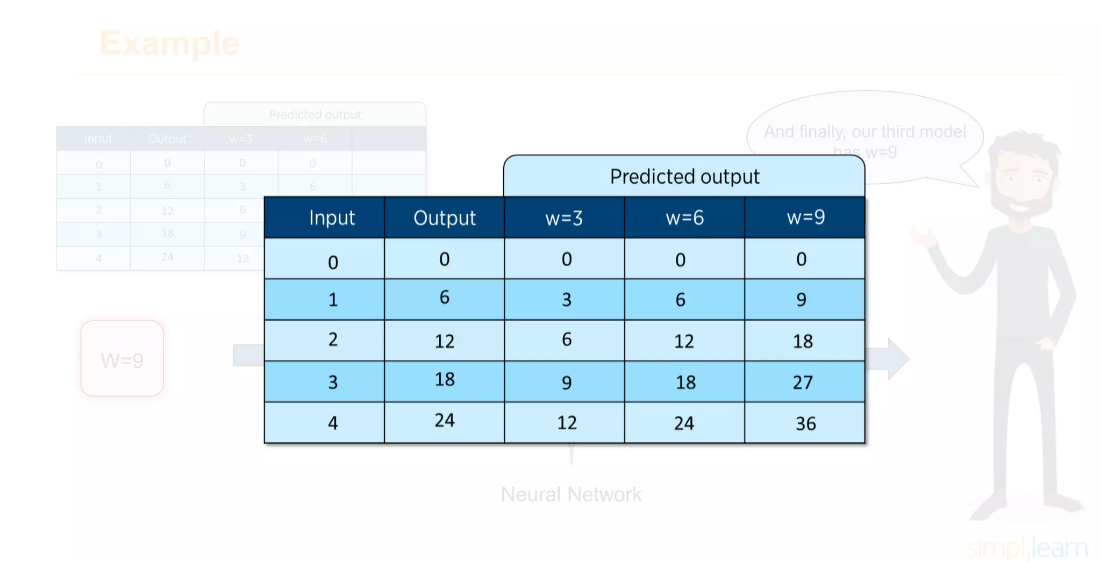 Example
Predicted output
Input Output w=3 w=6
0 0 0 0
1 6 3 6
2 12 6
3 18 9
4 24 12
And finally, our third model
has w=9
Predicted output
Input Output w=3 w=6 w=9
0 0 0 0 0
1 6 3 6 9
2 12 6 12 18
3 18 9 18 27
4 24 12 24 36
W=9
Neural Network
simplilearn